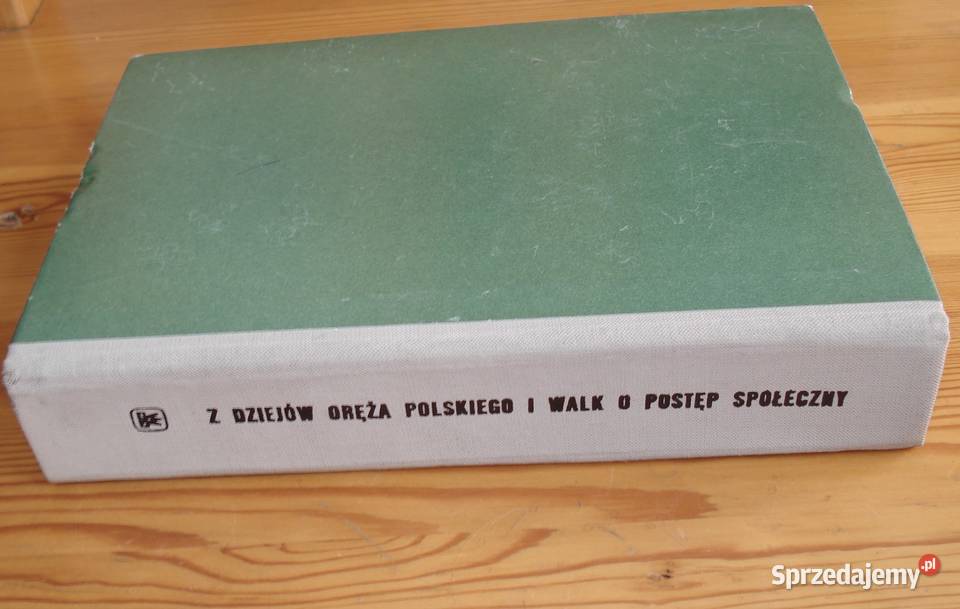 Z DZIEJÓW ORĘŻA POLSKIEGO I WALK O POSTĘP SPOŁECZNY
Sprzedajemy.pl